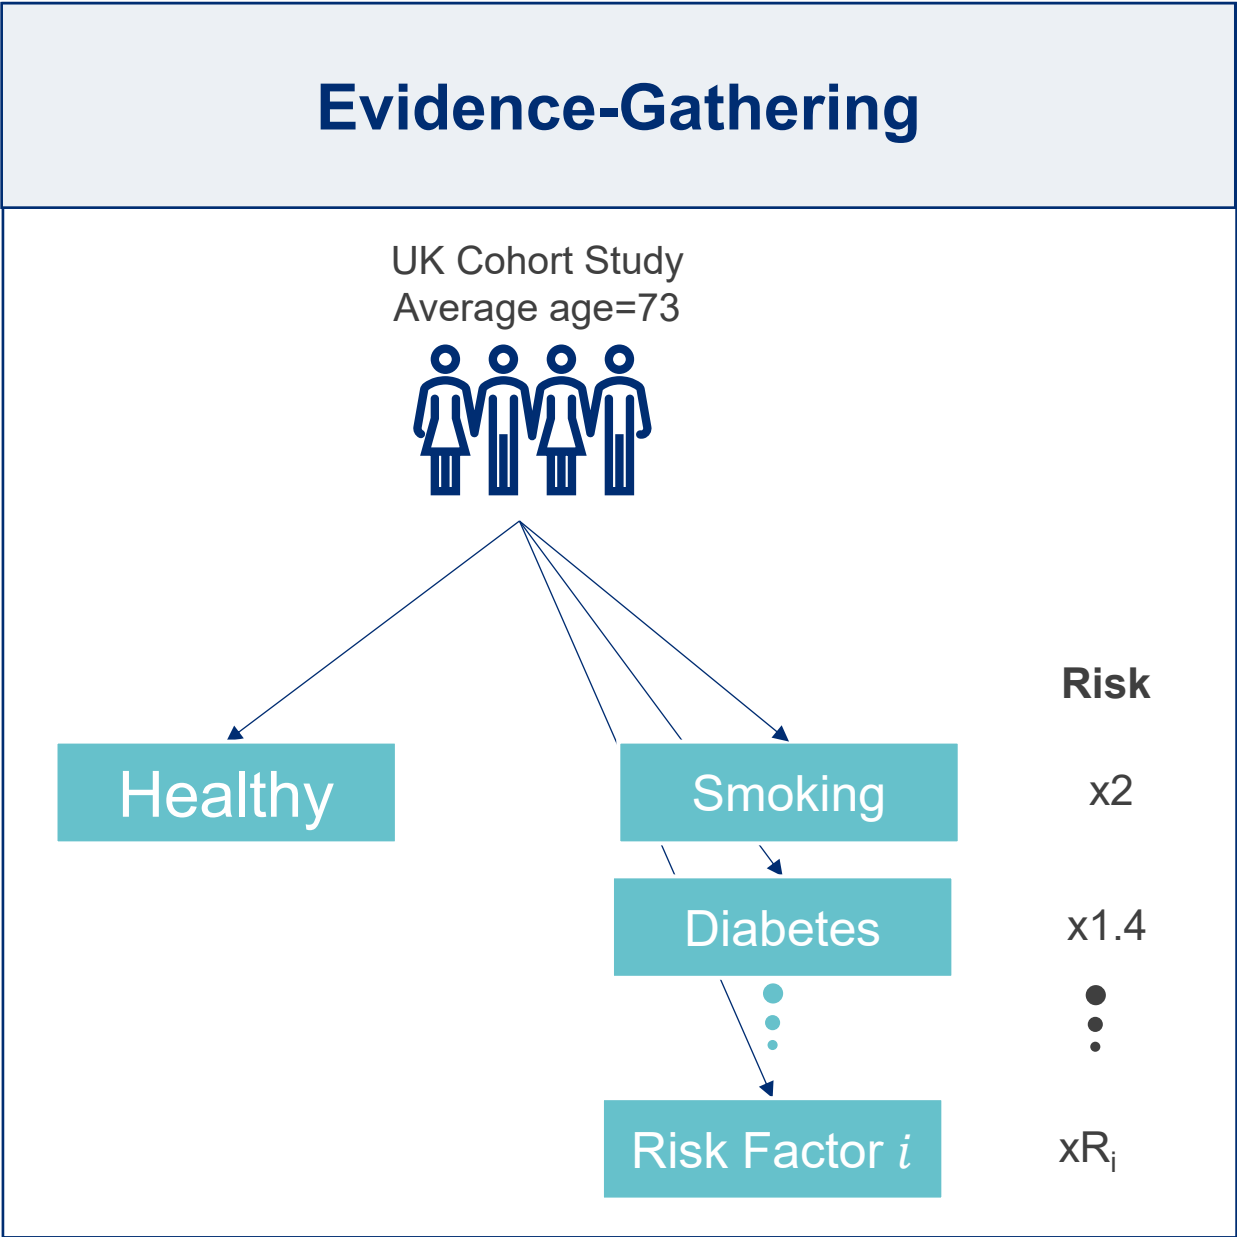 Evidence-Gathering
UK Cohort Study
Average age=73
Risk
Healthy
Smoking
x2
Diabetes
x1.4
Risk Factor i
xRᵢ